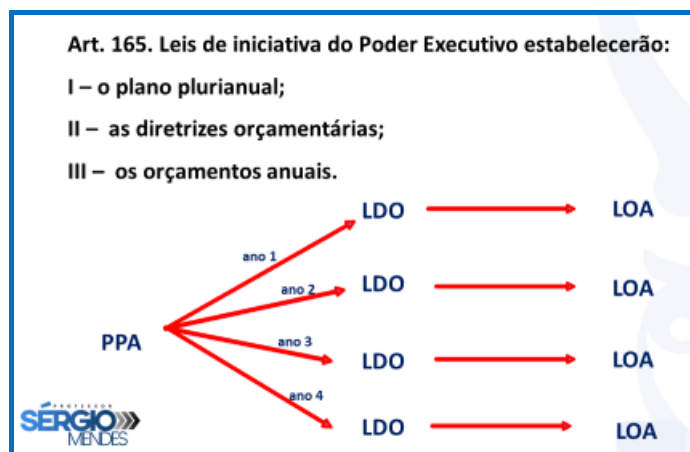 Art. 165. Leis de iniciativa do Poder Executivo estabelecerão:
I – o plano plurianual;
II – as diretrizes orçamentárias;
III – os orçamentos anuais.
LDO
LOA
ano 1
LDO
LOA
ano 2
PPA
ano 3
LDO
LOA
ano 4
LDO
LOA
PROFESSOR
SÉRGIO
MENDES